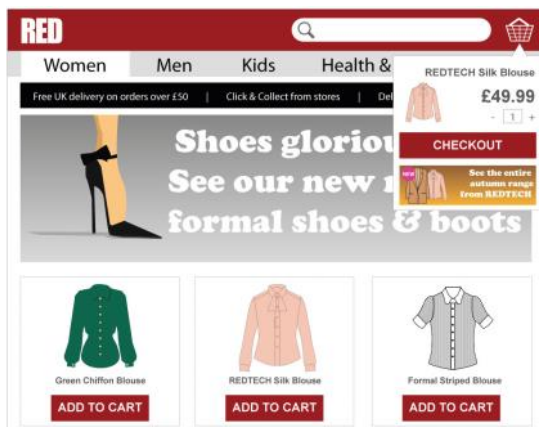 RED
Women Men Kids Health &
REDTECH Silk Blouse
£49.99
- 1 +
CHECKOUT
NEW
See the entire
autumn range
from REDTECH
Free UK delivery on orders over £50 | Click & Collect from stores | Del
Shoes gloriou
See our new
formal shoes & boots
Green Chiffon Blouse
REDTECH Silk Blouse
Formal Striped Blouse
ADD TO CART
ADD TO CART
ADD TO CART